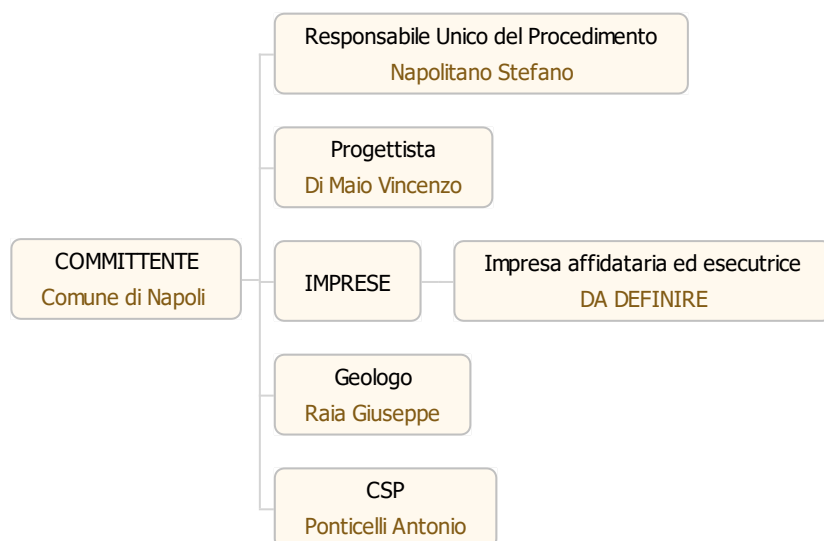 Responsabile Unico del Procedimento
Napolitano Stefano
Progettista
Di Maio Vincenzo
COMMITTENTE
Comune di Napoli
IMPRESE
Impresa affidataria ed esecutrice
DA DEFINIRE
Geologo
Raia Giuseppe
CSP
Ponticelli Antonio